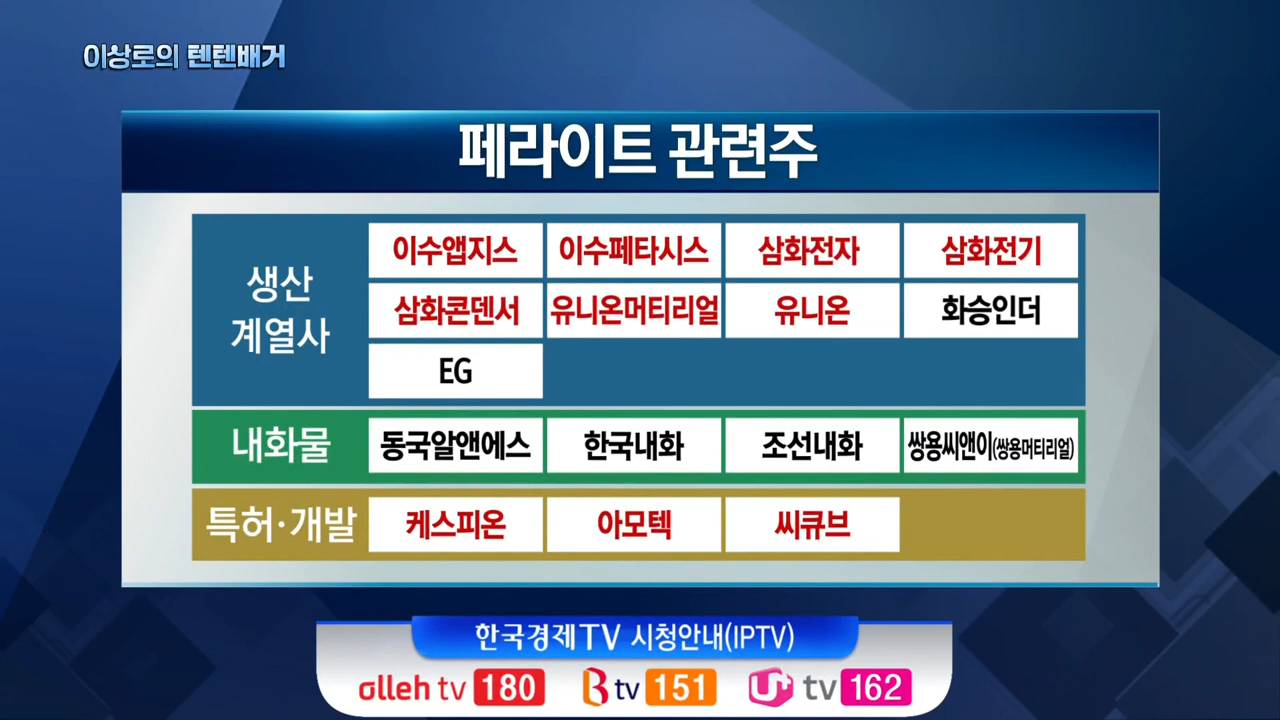 이상로의 텐텐배거
페라이트 관련주
생산
계열사
이수앱지스 이수페타시스 삼화전자 삼화전기
삼화콘덴서 유니온머티리얼 유니온 화승인더
EG
내화물 동국알앤에스 한국내화 조선내화 쌍용씨앤이(쌍용머티리얼)
특허·개발 케스피온 아모텍 씨큐브
한국경제TV 시청안내(IPTV)
olleh tv 180 B tv 151 U+ tv 162